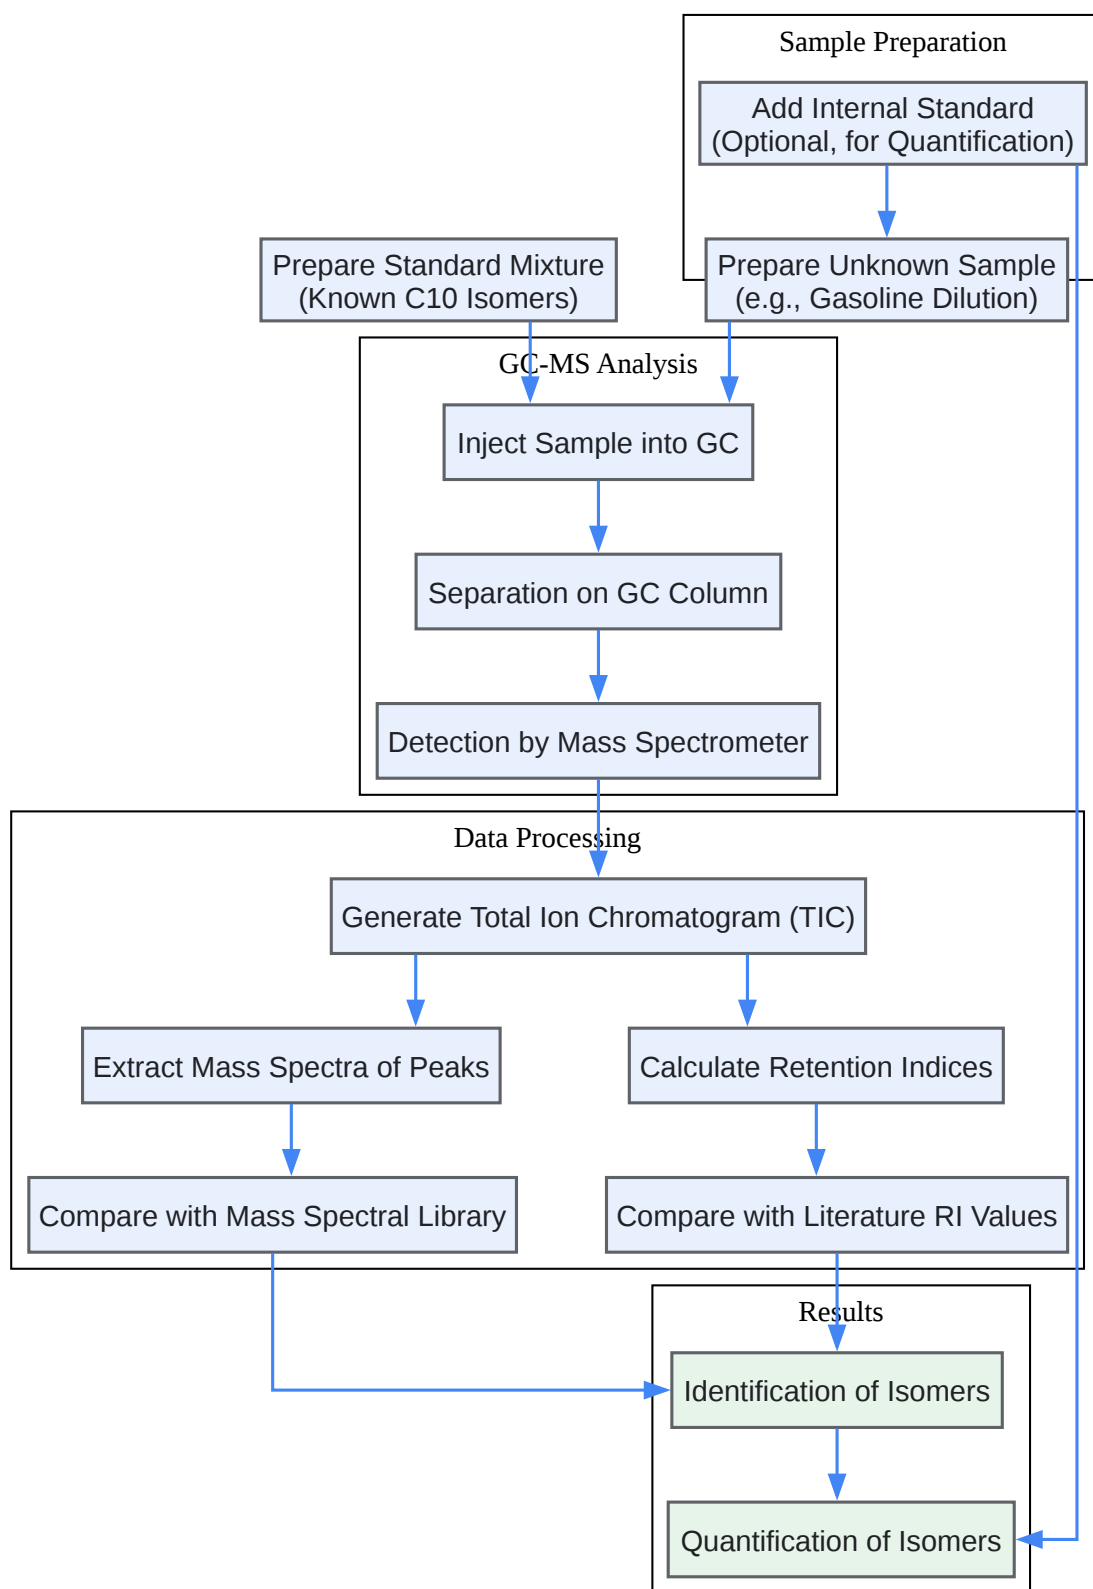 Sample Preparation
Add Internal Standard
(Optional, for Quantification)
Prepare Standard Mixture
(Known C10 Isomers)
Prepare Unknown Sample
(e.g., Gasoline Dilution)
GC-MS Analysis
Inject Sample into GC
Separation on GC Column
Detection by Mass Spectrometer
Data Processing
Generate Total Ion Chromatogram (TIC)
Extract Mass Spectra of Peaks
Calculate Retention Indices
Compare with Mass Spectral Library
Compare with Literature RI Values
Results
Identification of Isomers
Quantification of Isomers